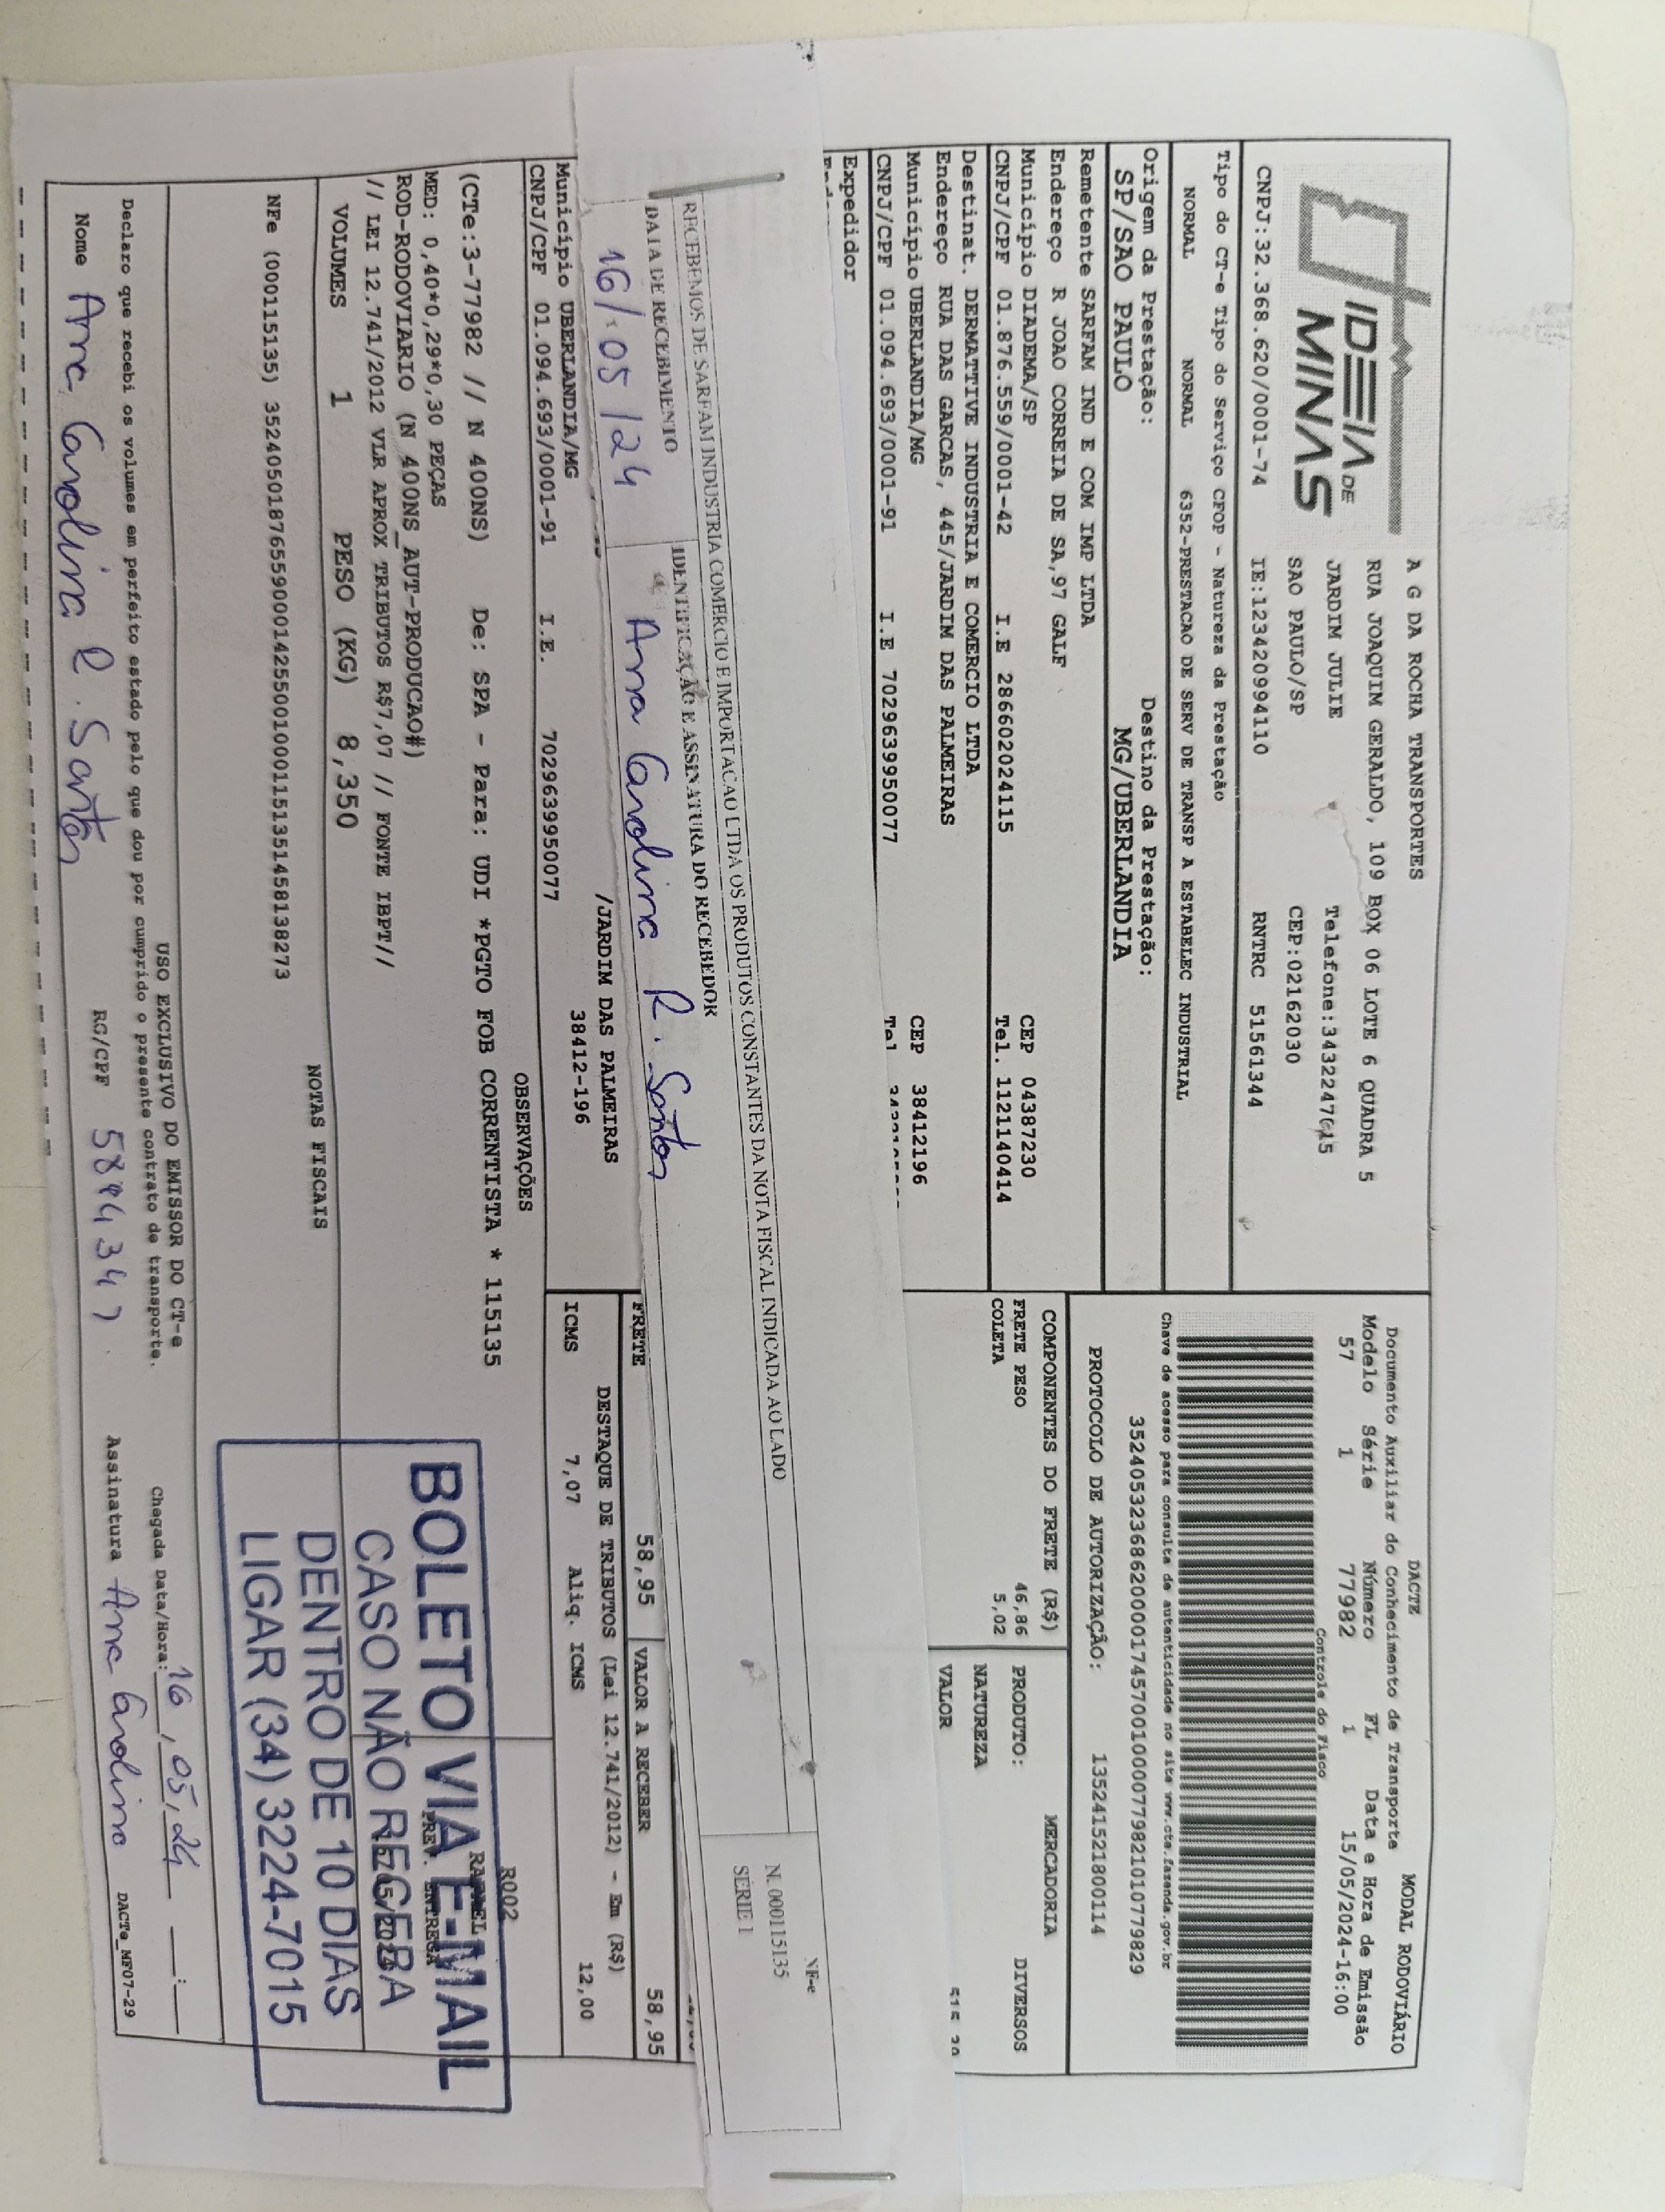 IDEIA DE
MINAS
A G DA ROCHA TRANSPORTES
RUA JOAQUIM GERALDO, 109 BOX 06 LOTE 6 QUADRA 5
JARDIM JULIE Telefone:3432247015
SAO PAULO/SP CEP:02162030
CNPJ:32.368.620/0001-74 IE:123420994110 RNTRC 51561344
Tipo do CT-e Tipo do Serviço CFOP - Natureza da Prestação
NORMAL NORMAL 6352-PRESTACAO DE SERV DE TRANSP A ESTABELEC INDUSTRIAL
Origem da Prestação: Destino da Prestação:
SP/SAO PAULO MG/UBERLANDIA
DACTE MODAL RODOVIÁRIO
Documento Auxiliar do Conhecimento de Transporte
Modelo Série Número FL Data e Hora de Emissão
57 1 77982 1 15/05/2024-16:00
Controle do Fisco
Chave de acesso para consulta de autenticidade no site www.cte.fazenda.gov.br
35240532368620000174570010000779821010779829
PROTOCOLO DE AUTORIZAÇÃO: 135241521800114
Remetente SARFAM IND E COM IMP LTDA
Endereço R JOAO CORREIA DE SA,97 GALF
Município DIADEMA/SP CEP 04387230
CNPJ/CPF 01.876.559/0001-42 I.E 286602024115 Tel. 1121140414
Destinat. DERMATTIVE INDUSTRIA E COMERCIO LTDA
Endereço RUA DAS GARCAS, 445/JARDIM DAS PALMEIRAS
Município UBERLANDIA/MG CEP 38412196
CNPJ/CPF 01.094.693/0001-91 I.E 7029639950077 Tel
Expedidor
COMPONENTES DO FRETE (R$)
FRETE PESO 46,86
COLETA 5,02
MERCADORIA
PRODUTO: DIVERSOS
NATUREZA
VALOR
RECEBEMOS DE SARFAM INDUSTRIA COMERCIO E IMPORTACAO LTDA OS PRODUTOS CONSTANTES DA NOTA FISCAL INDICADA AO LADO
DATA DE RECEBIMENTO IDENTIFICAÇÃO E ASSINATURA DO RECEBEDOR
16/05/24 Ana Carolina R. Santos
NF-e
N. 000115135
SÉRIE 1
/JARDIM DAS PALMEIRAS
Município UBERLANDIA/MG 38412-196
CNPJ/CPF 01.094.693/0001-91 I.E. 7029639950077
FRETE 58,95 VALOR A RECEBER 58,95
DESTAQUE DE TRIBUTOS (Lei 12.741/2012) - Em (R$)
ICMS 7,07 Aliq. ICMS 12,00
OBSERVAÇÕES
(CTe:3-77982 // N 400NS) De: SPA - Para: UDI *PGTO FOB CORRENTISTA * 115135
MED: 0,40*0,29*0,30 PEÇAS
ROD-RODOVIARIO (N 400NS_AUT-PRODUCAO#)
// LEI 12.741/2012 VLR APROX TRIBUTOS R$7,07 // FONTE IBPT//
R002
PREV. ENTREGA
VOLUMES 1 PESO (KG) 8,350
NOTAS FISCAIS
NFe (00115135) 35240501876559000142550010001151351458138273
BOLETO VIA E-MAIL
CASO NÃO RECEBA
DENTRO DE 10 DIAS
LIGAR (34) 3224-7015
USO EXCLUSIVO DO EMISSOR DO CT-e
Declaro que recebi os volumes em perfeito estado pelo que dou por cumprido o presente contrato de transporte.
Chegada Data/Hora: 16/05/24 __:__
Nome Ana Carolina R. Santos RG/CPF 5894347 Assinatura Ana Carolina
DACTe_MF07-29